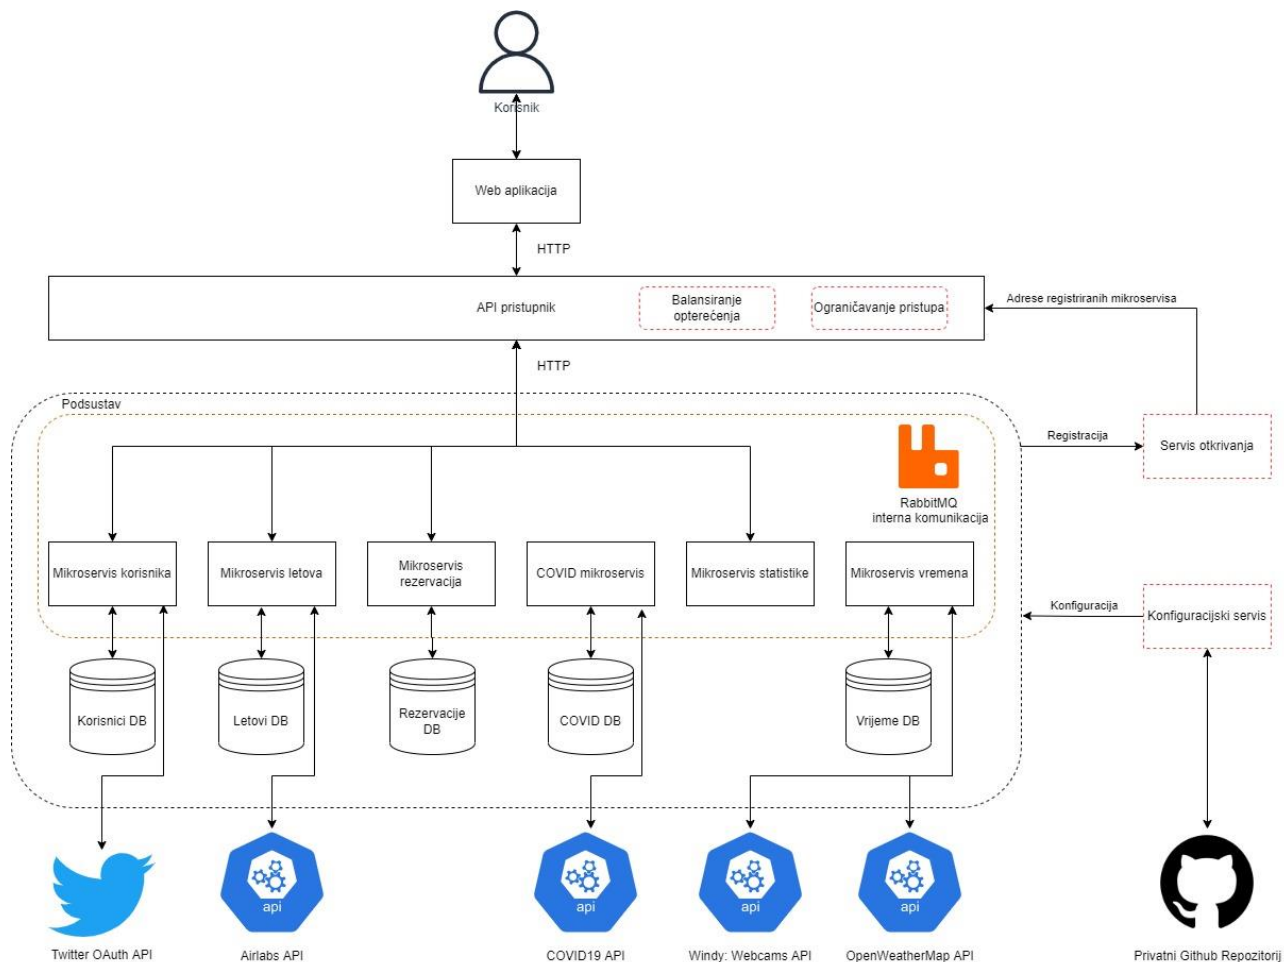 Korisnik
Web aplikacija
HTTP
API pristupnik
Balansiranje
opterećenja
Ograničavanje pristupa
Adrese registriranih mikroservisa
HTTP
Podsustav
RabbitMQ
interna komunikacija
Registracija
Servis otkrivanja
Mikroservis korisnika
Mikroservis letova
Mikroservis
rezervacija
COVID mikroservis
Mikroservis statistike
Mikroservis vremena
Konfiguracija
Konfiguracijski servis
Korisnici DB
Letovi DB
Rezervacije
DB
COVID DB
Vrijeme DB
api
api
api
api
Twitter OAuth API
Airlabs API
COVID19 API
Windy: Webcams API
OpenWeatherMap API
Privatni Github Repozitorij